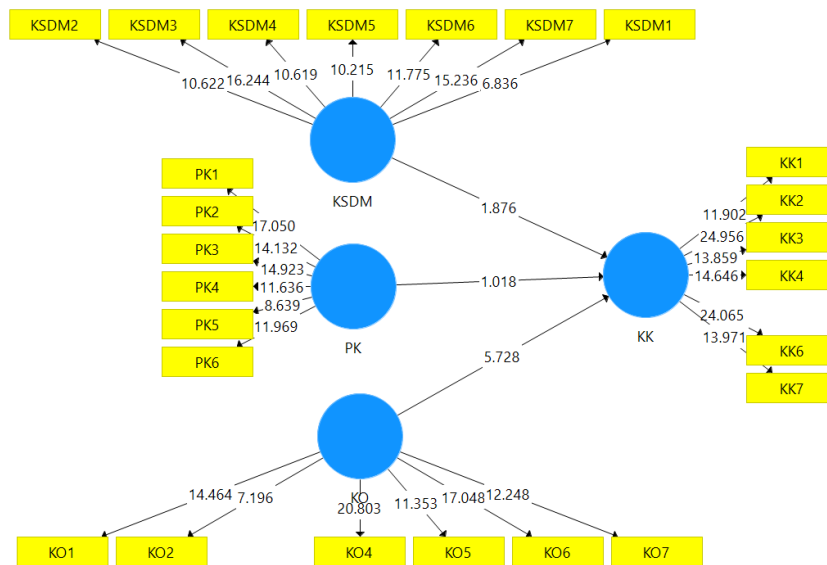 KSDM2 KSDM3 KSDM4 KSDM5 KSDM6 KSDM7 KSDM1
10.622 16.244 10.619 10.215 11.775 15.236 6.836
KSDM
PK1
PK2
PK3
PK4
PK5
PK6
17.050
14.132
14.923
11.636
8.639
11.969
PK
1.876
1.018
5.728
KK1
KK2
KK3
KK4
KK6
KK7
11.902
24.956
13.859
14.646
24.065
13.971
KK
KO
14.464 7.196 20.803 11.353 17.048 12.248
KO1 KO2 KO4 KO5 KO6 KO7